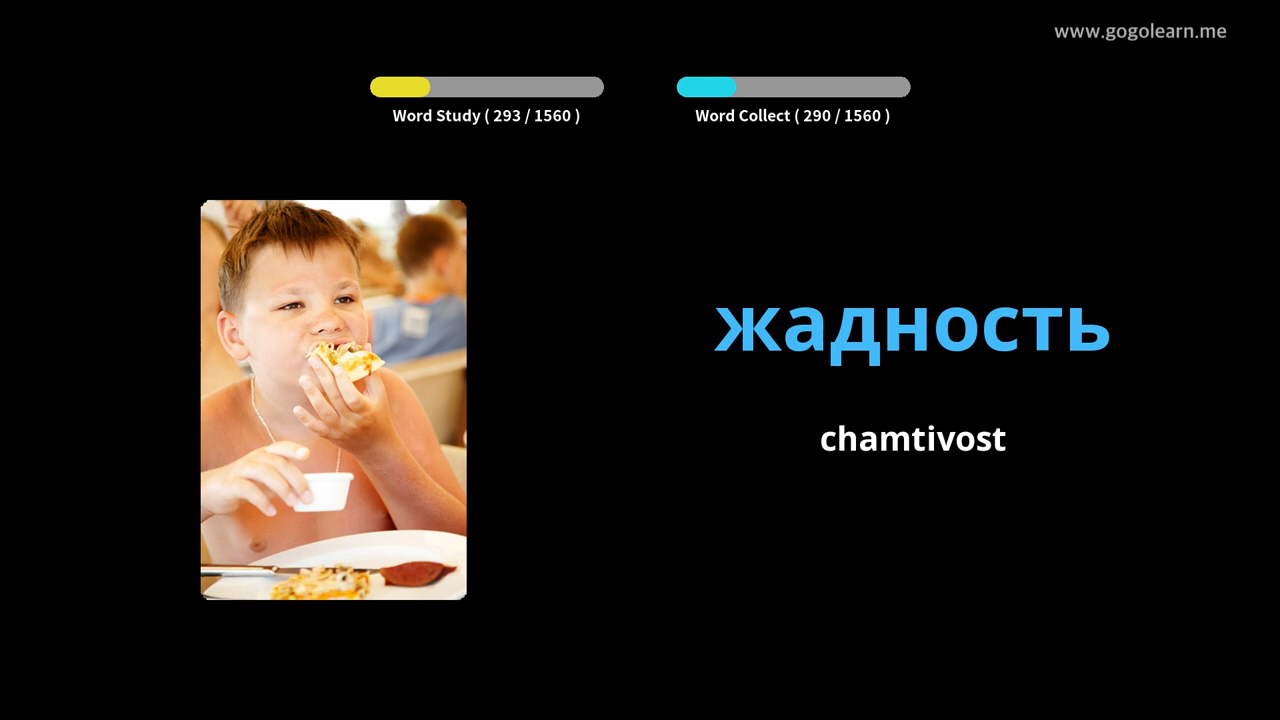 www.gogolearn.me
Word Study ( 293 / 1560 )
Word Collect ( 290 / 1560 )
жадность
chamtivost